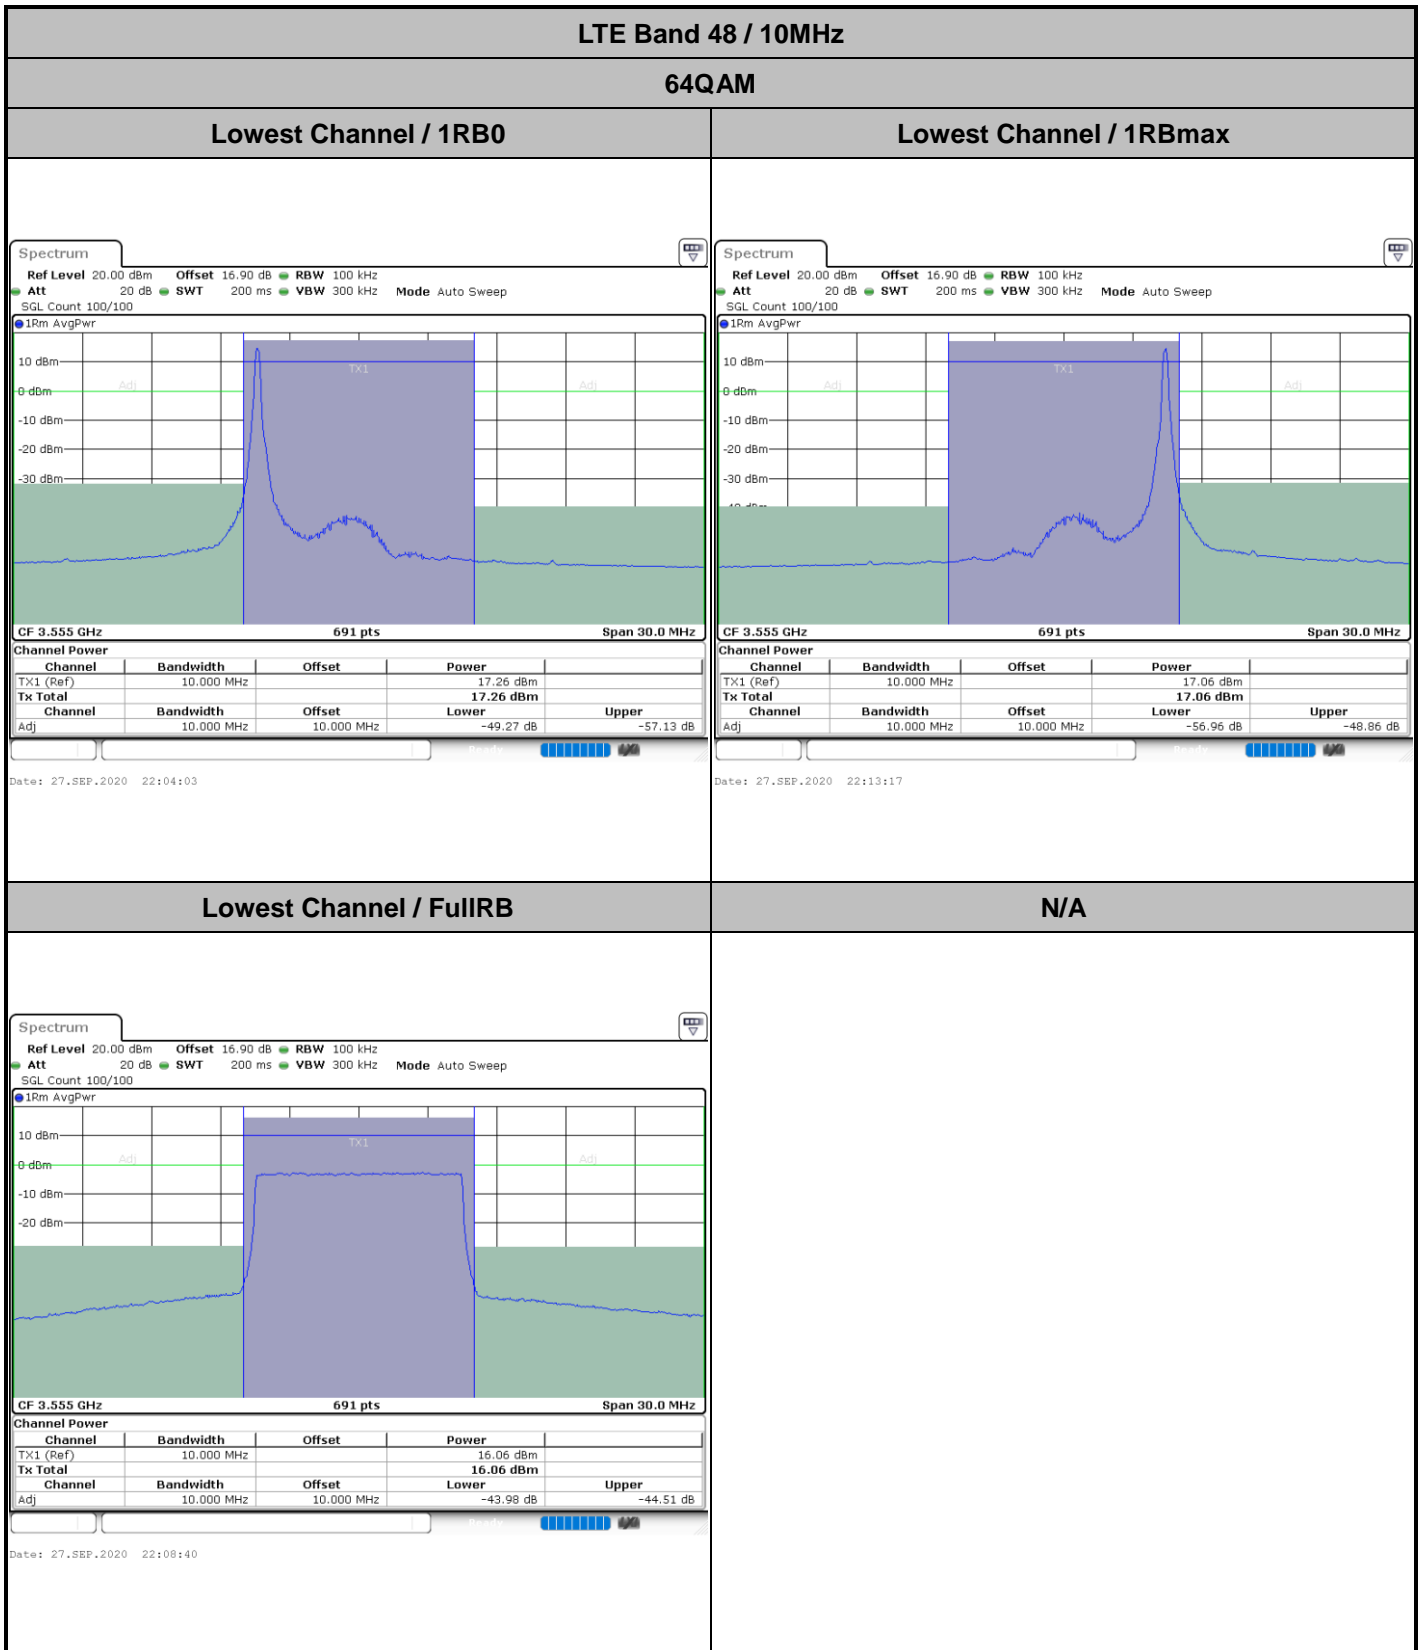 LTE Band 48 / 10MHz
64QAM
Lowest Channel / 1RB0
Lowest Channel / 1RBmax
Spectrum
Ref Level 20.00 dBm Offset 16.90 dB RBW 100 kHz
Att 20 dB SWT 200 ms VBW 300 kHz Mode Auto Sweep
SGL Count 100/100
1Rm AvgPwr
10 dBm
TX1
Adj
Adj
0 dBm
-10 dBm
-20 dBm
-30 dBm
CF 3.555 GHz 691 pts Span 30.0 MHz
Channel Power
Channel Bandwidth Offset Power
TX1 (Ref) 10.000 MHz 17.26 dBm
Tx Total 17.26 dBm
Channel Bandwidth Offset Lower Upper
Adj 10.000 MHz 10.000 MHz -49.27 dB -57.13 dB
Ready
Date: 27.SEP.2020 22:04:03
Spectrum
Ref Level 20.00 dBm Offset 16.90 dB RBW 100 kHz
Att 20 dB SWT 200 ms VBW 300 kHz Mode Auto Sweep
SGL Count 100/100
1Rm AvgPwr
10 dBm
TX1
Adj
Adj
0 dBm
-10 dBm
-20 dBm
-30 dBm
CF 3.555 GHz 691 pts Span 30.0 MHz
Channel Power
Channel Bandwidth Offset Power
TX1 (Ref) 10.000 MHz 17.06 dBm
Tx Total 17.06 dBm
Channel Bandwidth Offset Lower Upper
Adj 10.000 MHz 10.000 MHz -56.96 dB -48.86 dB
Ready
Date: 27.SEP.2020 22:13:17
Lowest Channel / FullRB
N/A
Spectrum
Ref Level 20.00 dBm Offset 16.90 dB RBW 100 kHz
Att 20 dB SWT 200 ms VBW 300 kHz Mode Auto Sweep
SGL Count 100/100
1Rm AvgPwr
10 dBm
TX1
Adj
Adj
0 dBm
-10 dBm
-20 dBm
CF 3.555 GHz 691 pts Span 30.0 MHz
Channel Power
Channel Bandwidth Offset Power
TX1 (Ref) 10.000 MHz 16.06 dBm
Tx Total 16.06 dBm
Channel Bandwidth Offset Lower Upper
Adj 10.000 MHz 10.000 MHz -43.98 dB -44.51 dB
Ready
Date: 27.SEP.2020 22:08:40